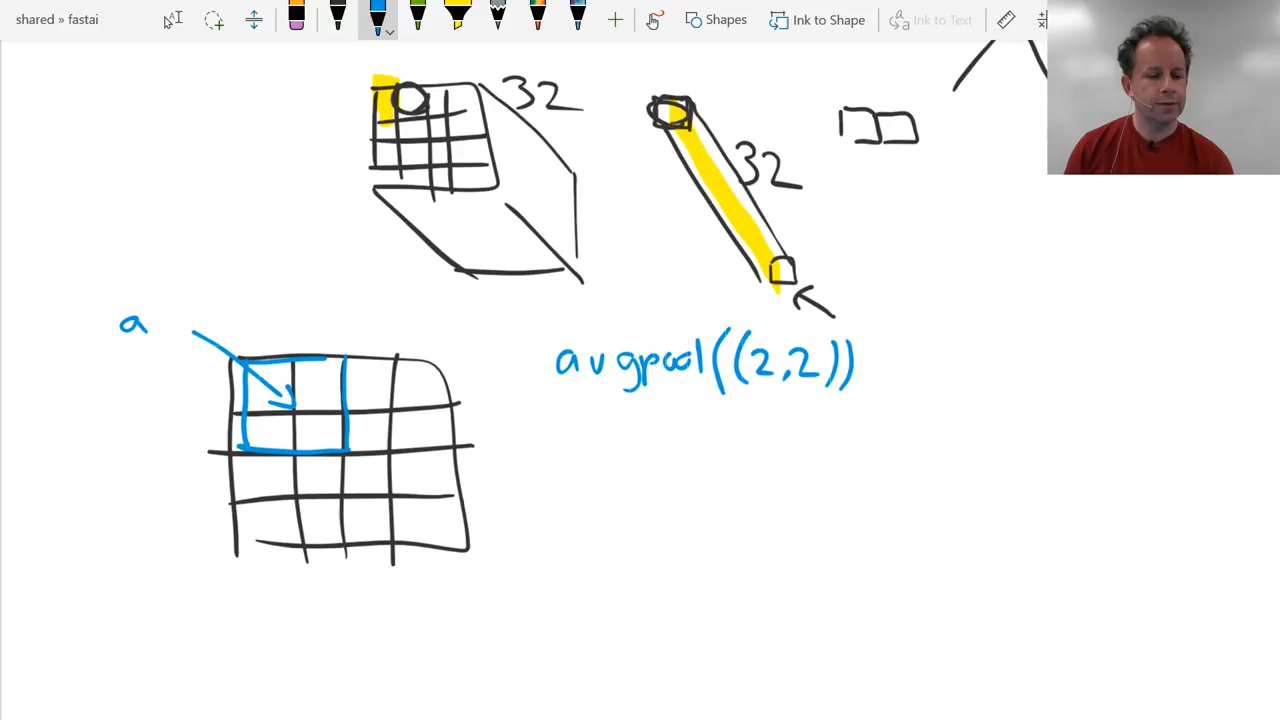 shared » fastai
Shapes
Ink to Shape
Ink to Text
32
32
a
avgpool((2,2))